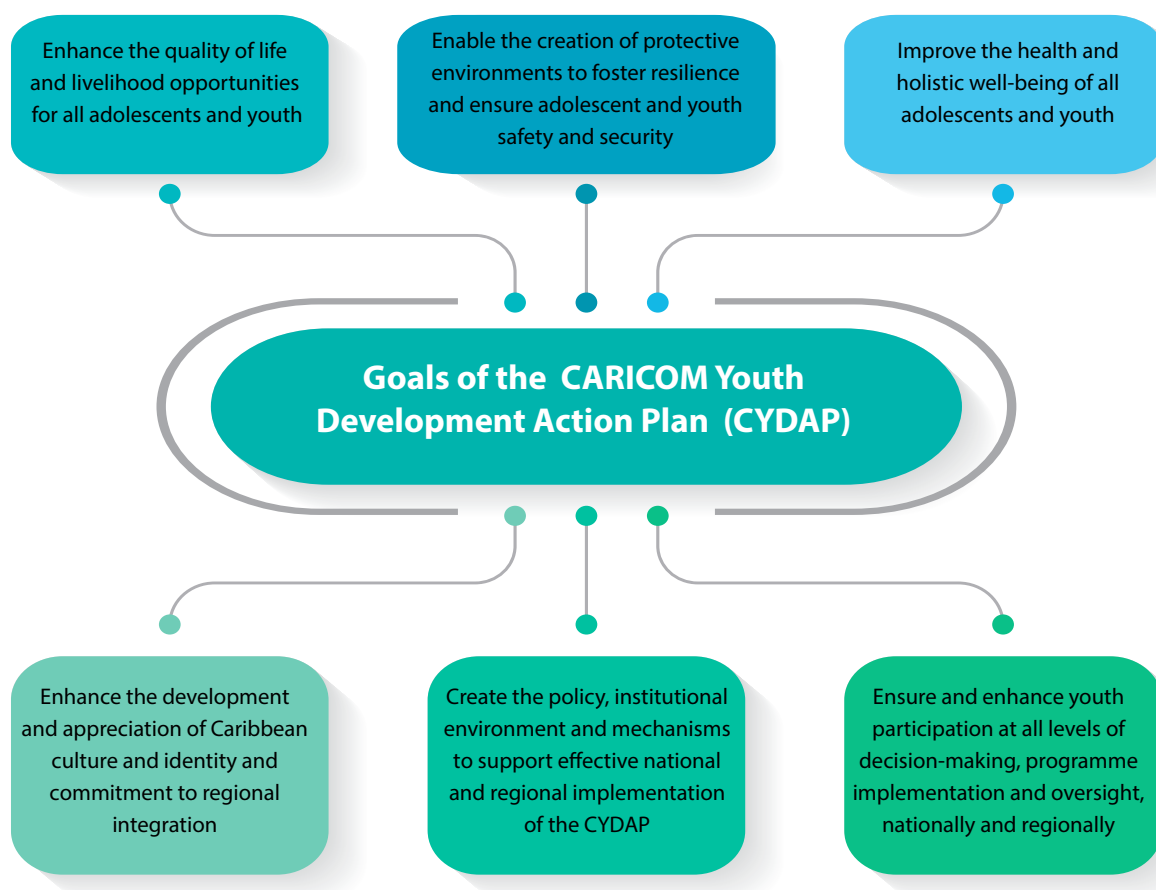 Enhance the quality of life
and livelihood opportunities
for all adolescents and youth
Enable the creation of protective
environments to foster resilience
and ensure adolescent and youth
safety and security
Improve the health and
holistic well-being of all
adolescents and youth
Goals of the CARICOM Youth
Development Action Plan (CYDAP)
Enhance the development
and appreciation of Caribbean
culture and identity and
commitment to regional
integration
Create the policy, institutional
environment and mechanisms
to support effective national
and regional implementation
of the CYDAP
Ensure and enhance youth
participation at all levels of
decision-making, programme
implementation and oversight,
nationally and regionally